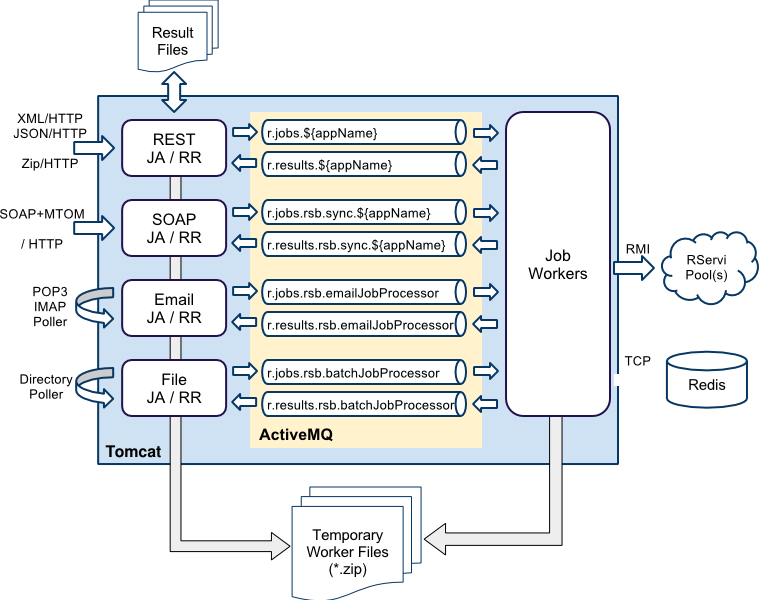 Result
Files
XML/HTTP
JSON/HTTP
Zip/HTTP
REST
JA / RR
r.jobs.${appName}
r.results.${appName}
SOAP+MTOM
/ HTTP
SOAP
JA / RR
r.jobs.rsb.sync.${appName}
r.results.rsb.sync.${appName}
Job
Workers
RMI
RServi
Pool(s)
POP3
IMAP
Poller
Email
JA / RR
r.jobs.rsb.emailJobProcessor
r.results.rsb.emailJobProcessor
Directory
Poller
File
JA / RR
r.jobs.rsb.batchJobProcessor
r.results.rsb.batchJobProcessor
TCP
Redis
ActiveMQ
Tomcat
Temporary
Worker Files
(*.zip)